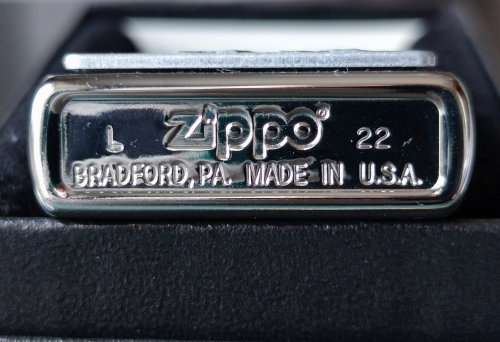 L Zippo 22
BRADFORD, PA. MADE IN U.S.A.